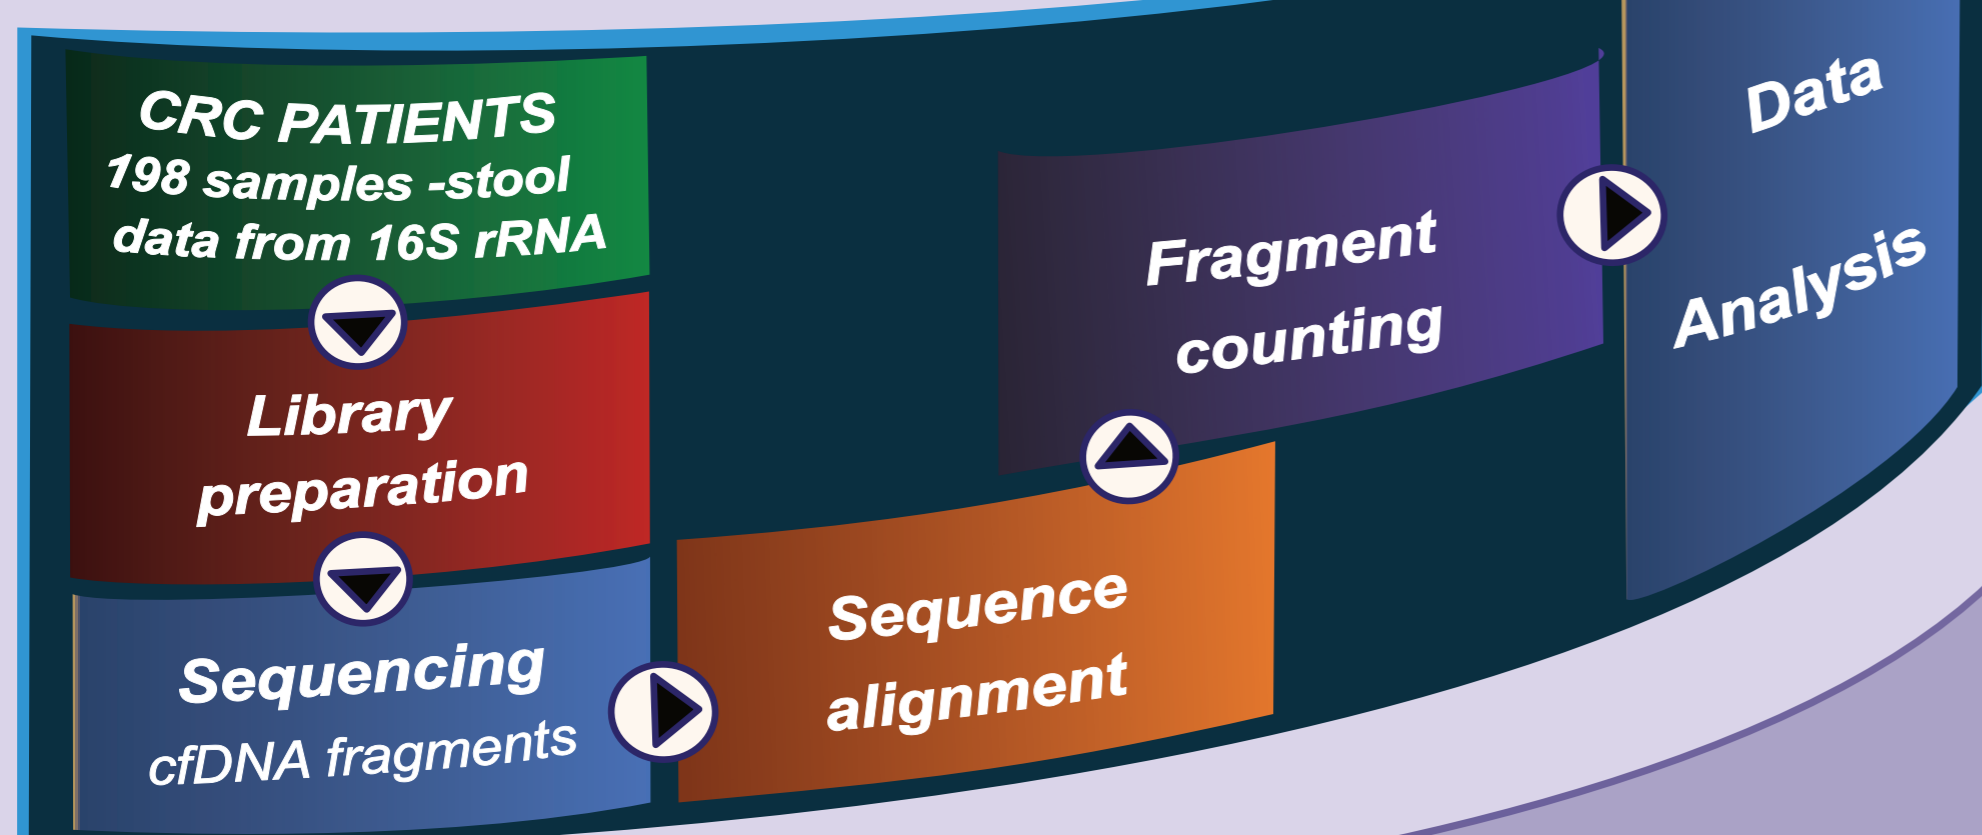 CRC PATIENTS
198 samples -stool
data from 16S rRNA
Library
preparation
Sequencing
cfDNA fragments
Sequence
alignment
Fragment
counting
Data
Analysis